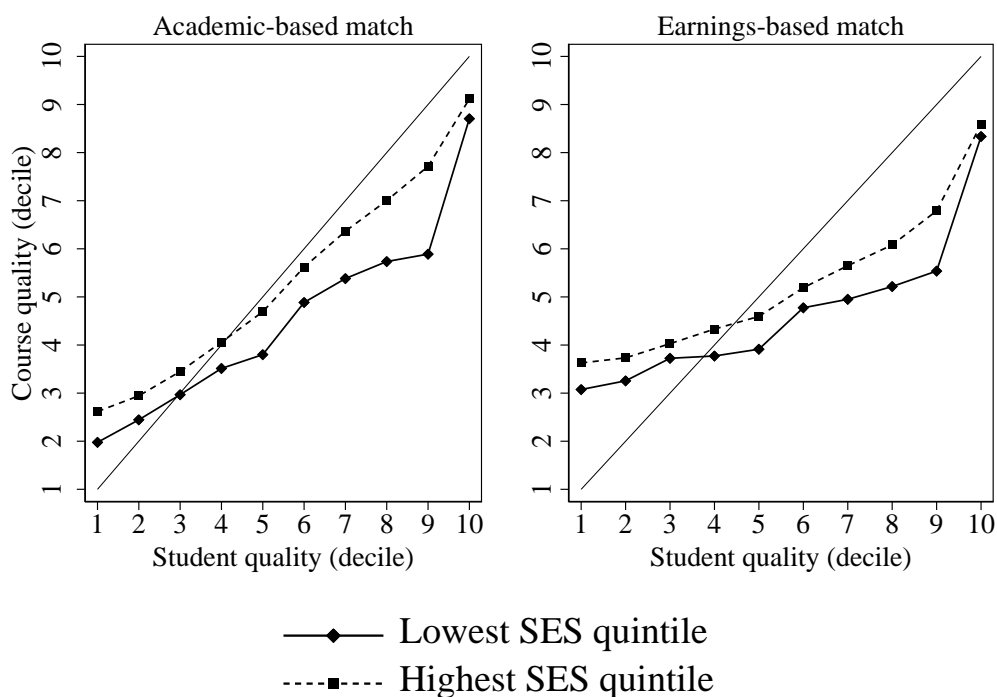 Academic-based match
Earnings-based match
Course quality (decile)
10
9
8
7
6
5
4
3
2
1
1 2 3 4 5 6 7 8 9 10
Student quality (decile)
10
9
8
7
6
5
4
3
2
1
1 2 3 4 5 6 7 8 9 10
Student quality (decile)
Lowest SES quintile
Highest SES quintile